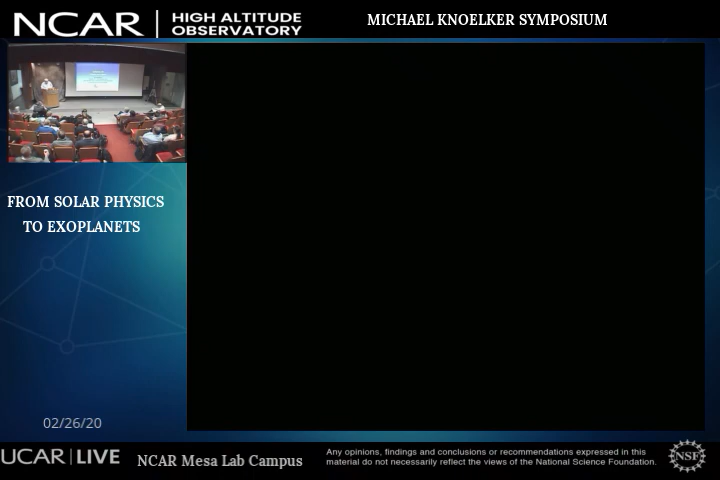 NCAR
HIGH ALTITUDE
OBSERVATORY
MICHAEL KNOELKER SYMPOSIUM
FROM SOLAR PHYSICS
TO EXOPLANETS
02/26/20
UCAR|LIVE
NCAR Mesa Lab Campus
Any opinions, findings and conclusions or recommendations expressed in this
material do not necessarily reflect the views of the National Science Foundation.
NSF